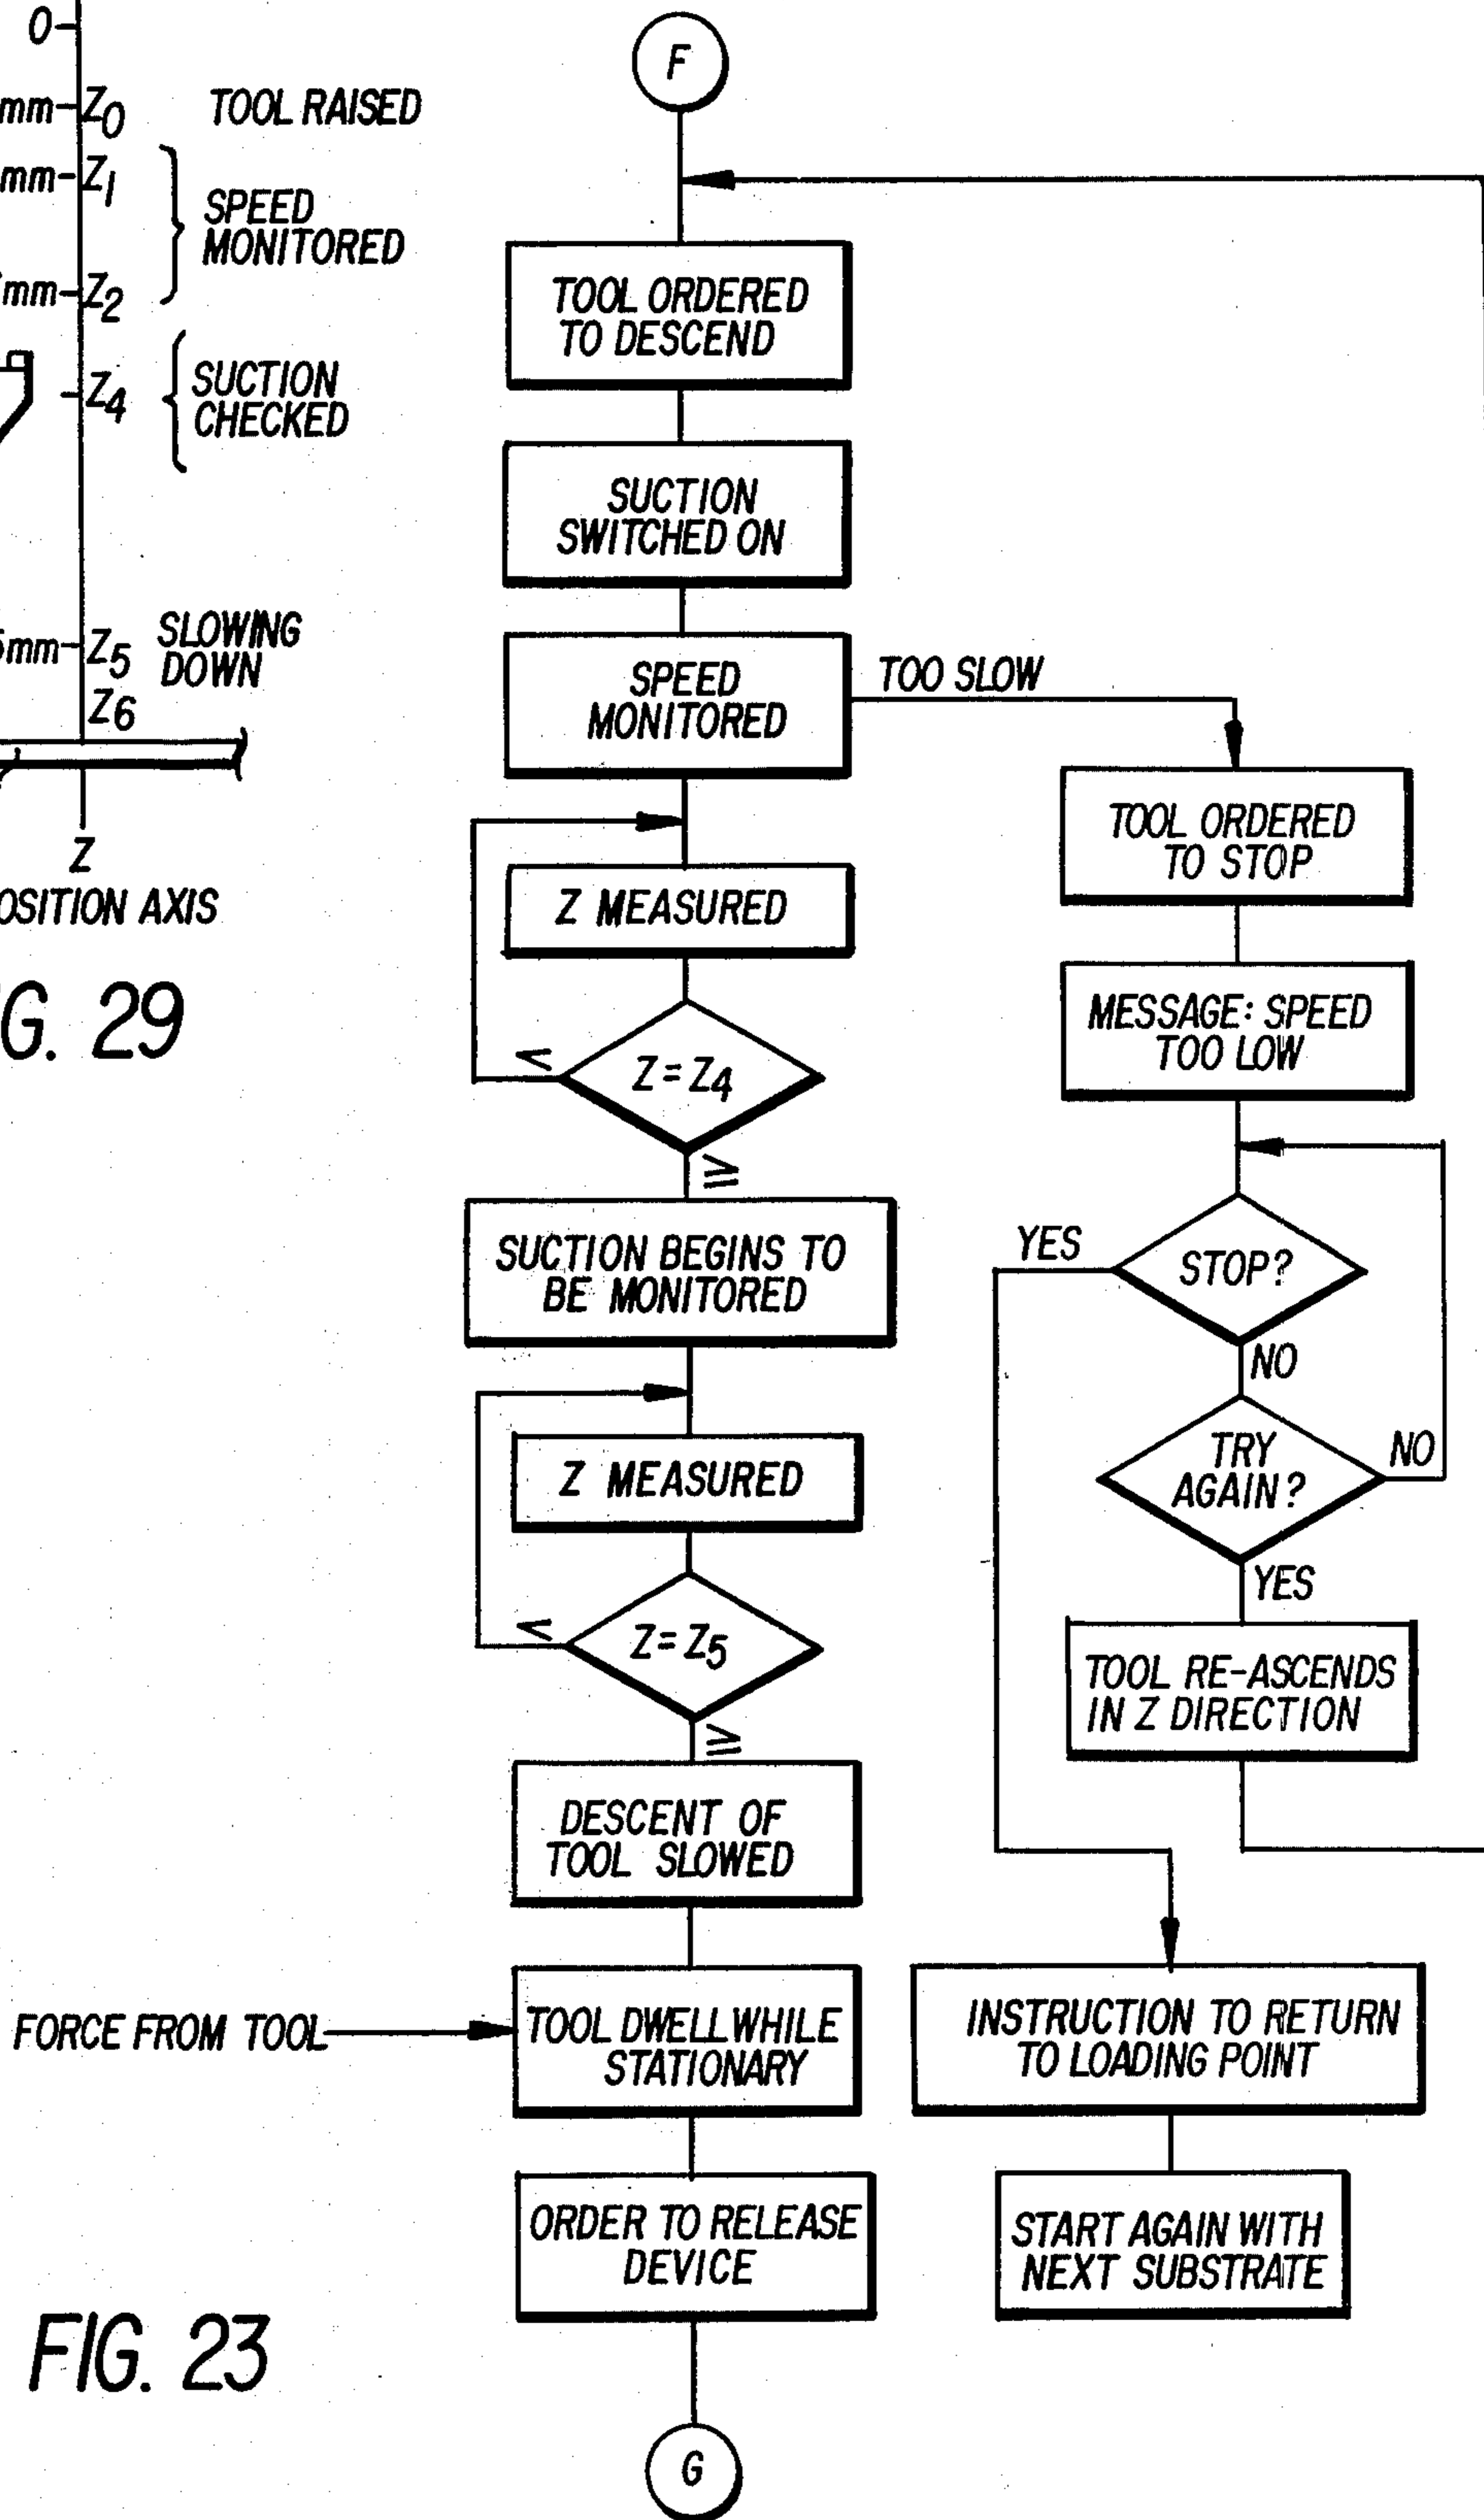 0
mm Z0 TOOL RAISED
mm Z1
SPEED
MONITORED
mm Z2
Z4
SUCTION
CHECKED
mm Z5 SLOWING
DOWN
Z6
Z
OSITION AXIS
G. 29
F
TOOL ORDERED
TO DESCEND
SUCTION
SWITCHED ON
SPEED
MONITORED
TOO SLOW
Z MEASURED
<
Z=Z4
≥
SUCTION BEGINS TO
BE MONITORED
Z MEASURED
<
Z=Z5
≥
DESCENT OF
TOOL SLOWED
FORCE FROM TOOL
TOOL DWELL WHILE
STATIONARY
ORDER TO RELEASE
DEVICE
G
TOOL ORDERED
TO STOP
MESSAGE: SPEED
TOO LOW
YES
STOP?
NO
TRY
AGAIN?
NO
YES
TOOL RE-ASCENDS
IN Z DIRECTION
INSTRUCTION TO RETURN
TO LOADING POINT
START AGAIN WITH
NEXT SUBSTRATE
FIG. 23